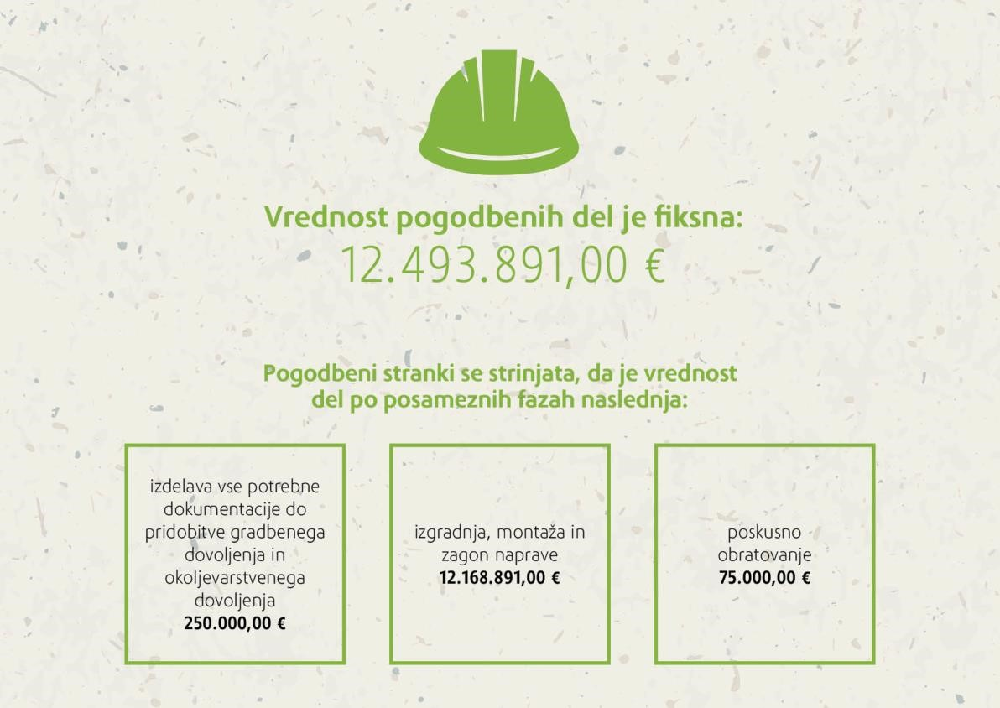 Vrednost pogodbenih del je fiksna:
12.493.891,00 €
Pogodbeni stranki se strinjata, da je vrednost
del po posameznih fazah naslednja:
izdelava vse potrebne
dokumentacije do
pridobitve gradbenega
dovoljenja in
okoljevarstvenega
dovoljenja
250.000,00 €
izgradnja, montaža in
zagon naprave
12.168.891,00 €
poskusno
obratovanje
75.000,00 €